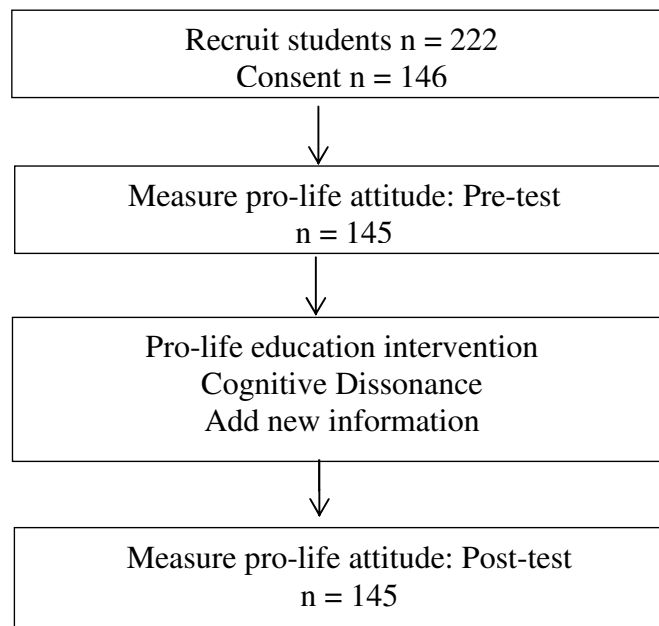 Recruit students n = 222
Consent n = 146
Measure pro-life attitude: Pre-test
n = 145
Pro-life education intervention
Cognitive Dissonance
Add new information
Measure pro-life attitude: Post-test
n = 145